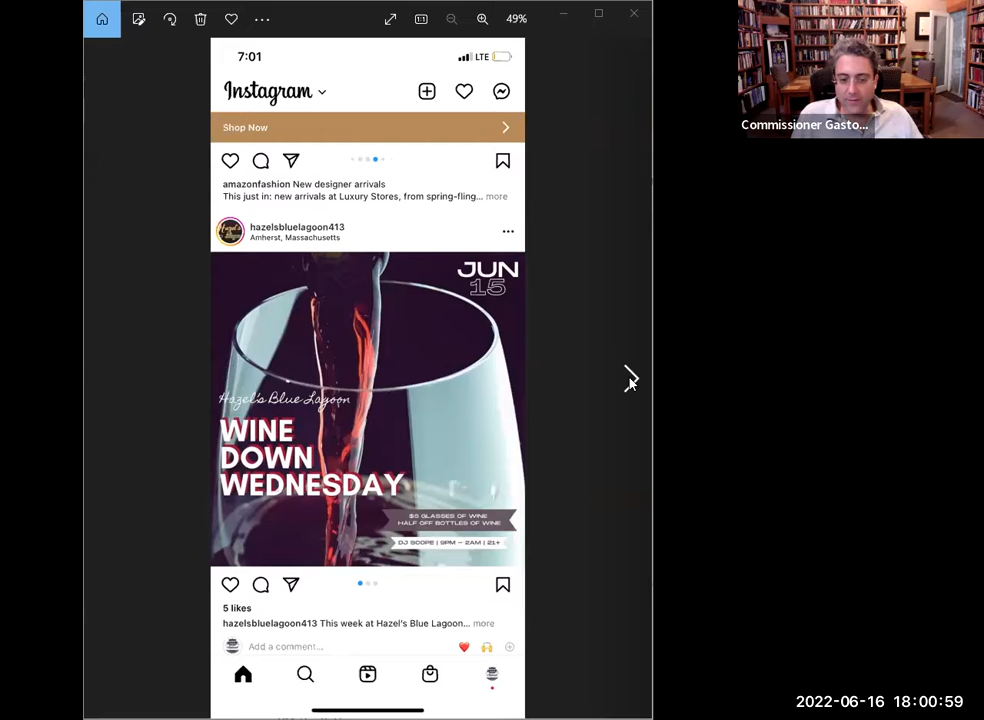 49%
7:01
LTE
Instagram
Shop Now
amazonfashion New designer arrivals
This just in: new arrivals at Luxury Stores, from spring-fling... more
hazelsbluelagoon413
Amherst, Massachusetts
JUN
15
Hazel's Blue Lagoon
WINE
DOWN
WEDNESDAY
$5 GLASSES OF WINE
HALF OFF BOTTLES OF WINE
DJ SCOPE | 9PM – 2AM | 21+
5 likes
hazelsbluelagoon413 This week at Hazel's Blue Lagoon... more
Add a comment...
Commissioner Gasto...
2022-06-16 18:00:59